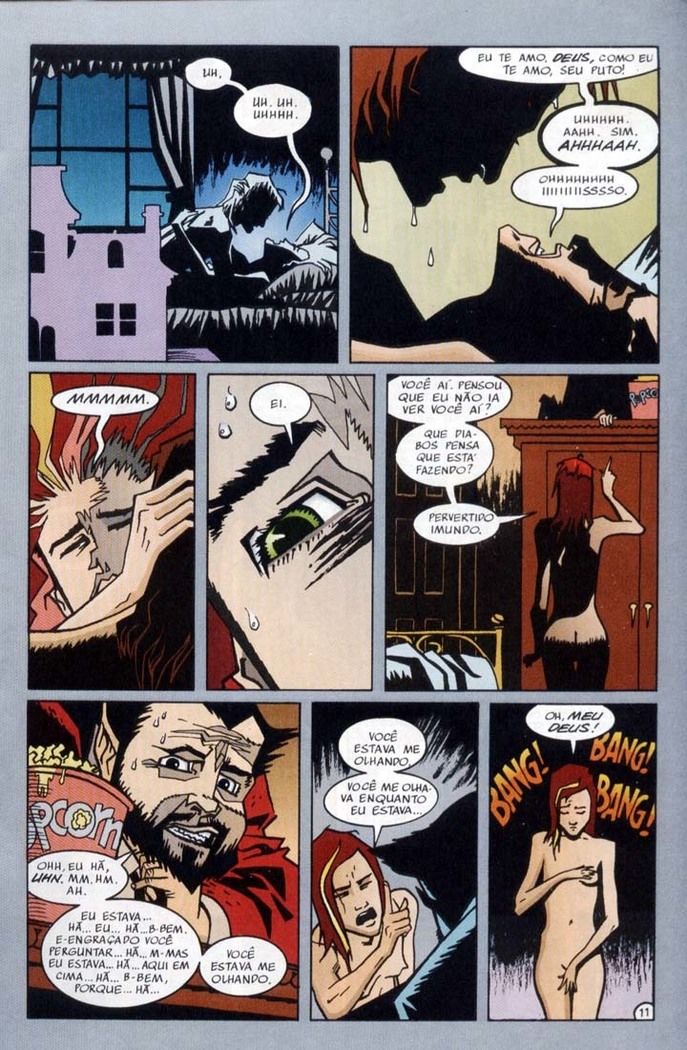 UH,
UH. UH.
UHHHH.
EU TE AMO. DEUS, COMO EU
TE AMO, SEU PUTO!
UHHHHH.
AAHH. SIM.
AHHHAAH.
OHHHHHHHH
IIIIIIIIISSSSO.
MMMMMM.
EI.
VOCÊ AÍ. PENSOU
QUE EU NÃO IA
VER VOCÊ AÍ?
QUE DIA-
BOS PENSA
QUE ESTÁ
FAZENDO?
PERVERTIDO
IMUNDO.
POPCO
OPCORN
OHH, EU HÃ,
UHN. MM. HM.
AH.
EU ESTAVA...
HÃ... EU... HÃ... B-BEM.
E-ENGRAÇADO VOCÊ
PERGUNTAR... HÃ... M-MAS
EU ESTAVA... HÃ... AQUI EM
CIMA... HÃ... B-BEM,
PORQUE... HÃ...
VOCÊ
ESTAVA ME
OLHANDO.
VOCÊ
ESTAVA ME
OLHANDO.
VOCÊ ME OLHA-
VA ENQUANTO
EU ESTAVA...
OH, MEU
DEUS!
BANG!
BANG!
BANG!
11